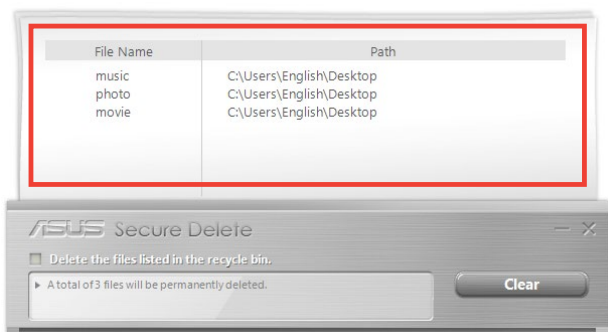 File Name Path
music C:\Users\English\Desktop
photo C:\Users\English\Desktop
movie C:\Users\English\Desktop
ASUS Secure Delete
Delete the files listed in the recycle bin.
A total of 3 files will be permanently deleted.
Clear